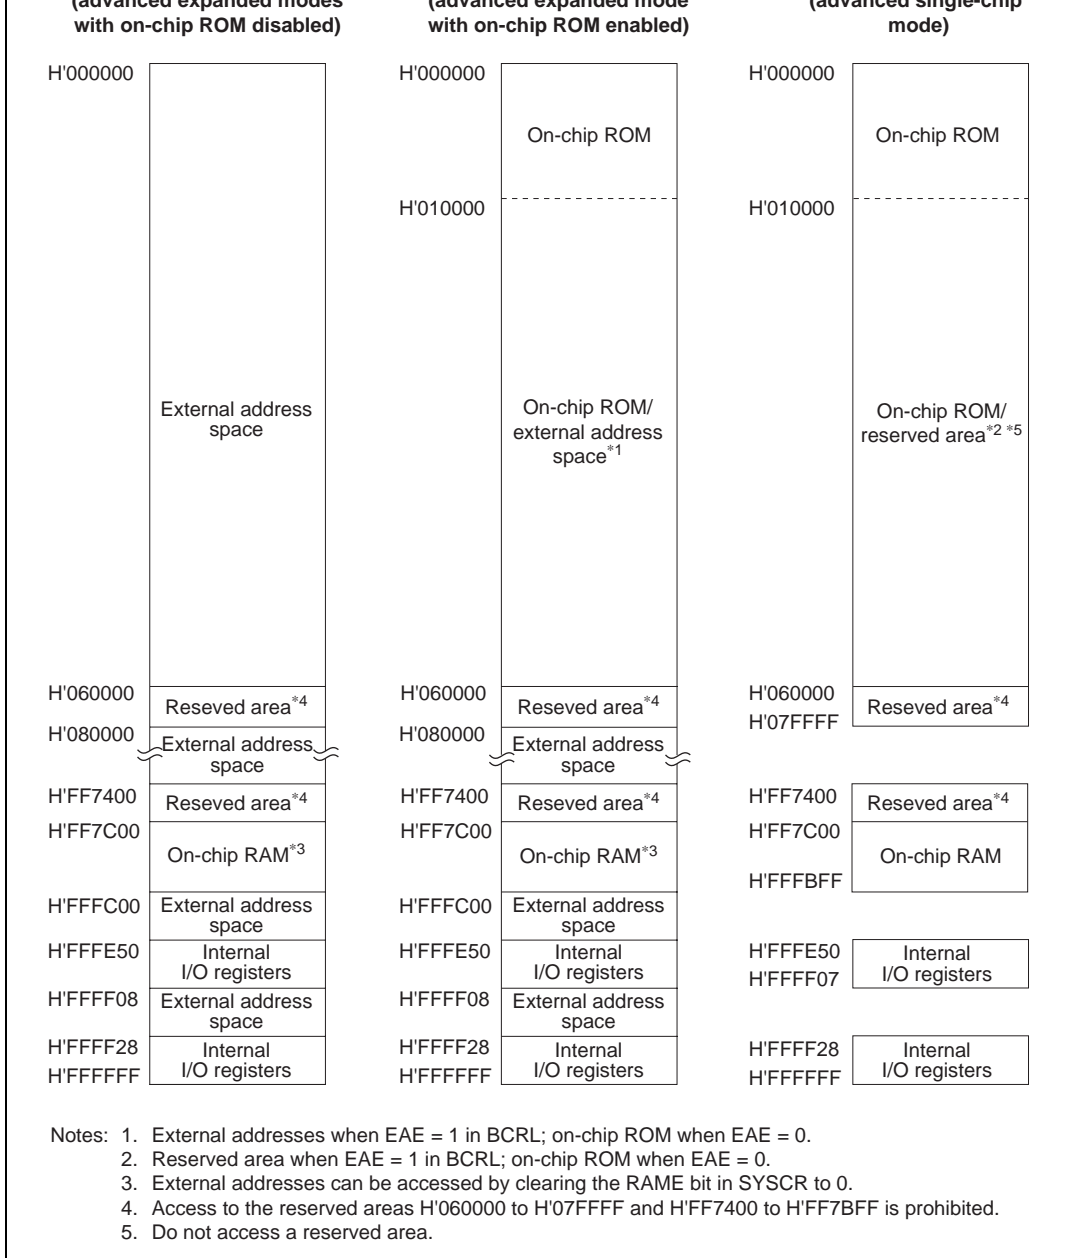 (advanced expanded modes
with on-chip ROM disabled)
(advanced expanded mode
with on-chip ROM enabled)
(advanced single-chip
mode)
H'000000
External address
space
H'060000
Reseved area*4
H'080000
External address
space
H'FF7400
Reseved area*4
H'FF7C00
On-chip RAM*3
H'FFFC00
External address
space
H'FFFE50
Internal
I/O registers
H'FFFF08
External address
space
H'FFFF28
Internal
I/O registers
H'FFFFFF
H'000000
On-chip ROM
H'010000
On-chip ROM/
external address
space*1
H'060000
Reseved area*4
H'080000
External address
space
H'FF7400
Reseved area*4
H'FF7C00
On-chip RAM*3
H'FFFC00
External address
space
H'FFFE50
Internal
I/O registers
H'FFFF08
External address
space
H'FFFF28
Internal
I/O registers
H'FFFFFF
H'000000
On-chip ROM
H'010000
On-chip ROM/
reserved area*2 *5
H'060000
Reseved area*4
H'07FFFF
H'FF7400
Reseved area*4
H'FF7C00
On-chip RAM
H'FFFBFF
H'FFFE50
Internal
I/O registers
H'FFFF07
H'FFFF28
Internal
I/O registers
H'FFFFFF
Notes: 1. External addresses when EAE = 1 in BCRL; on-chip ROM when EAE = 0.
2. Reserved area when EAE = 1 in BCRL; on-chip ROM when EAE = 0.
3. External addresses can be accessed by clearing the RAME bit in SYSCR to 0.
4. Access to the reserved areas H'060000 to H'07FFFF and H'FF7400 to H'FF7BFF is prohibited.
5. Do not access a reserved area.